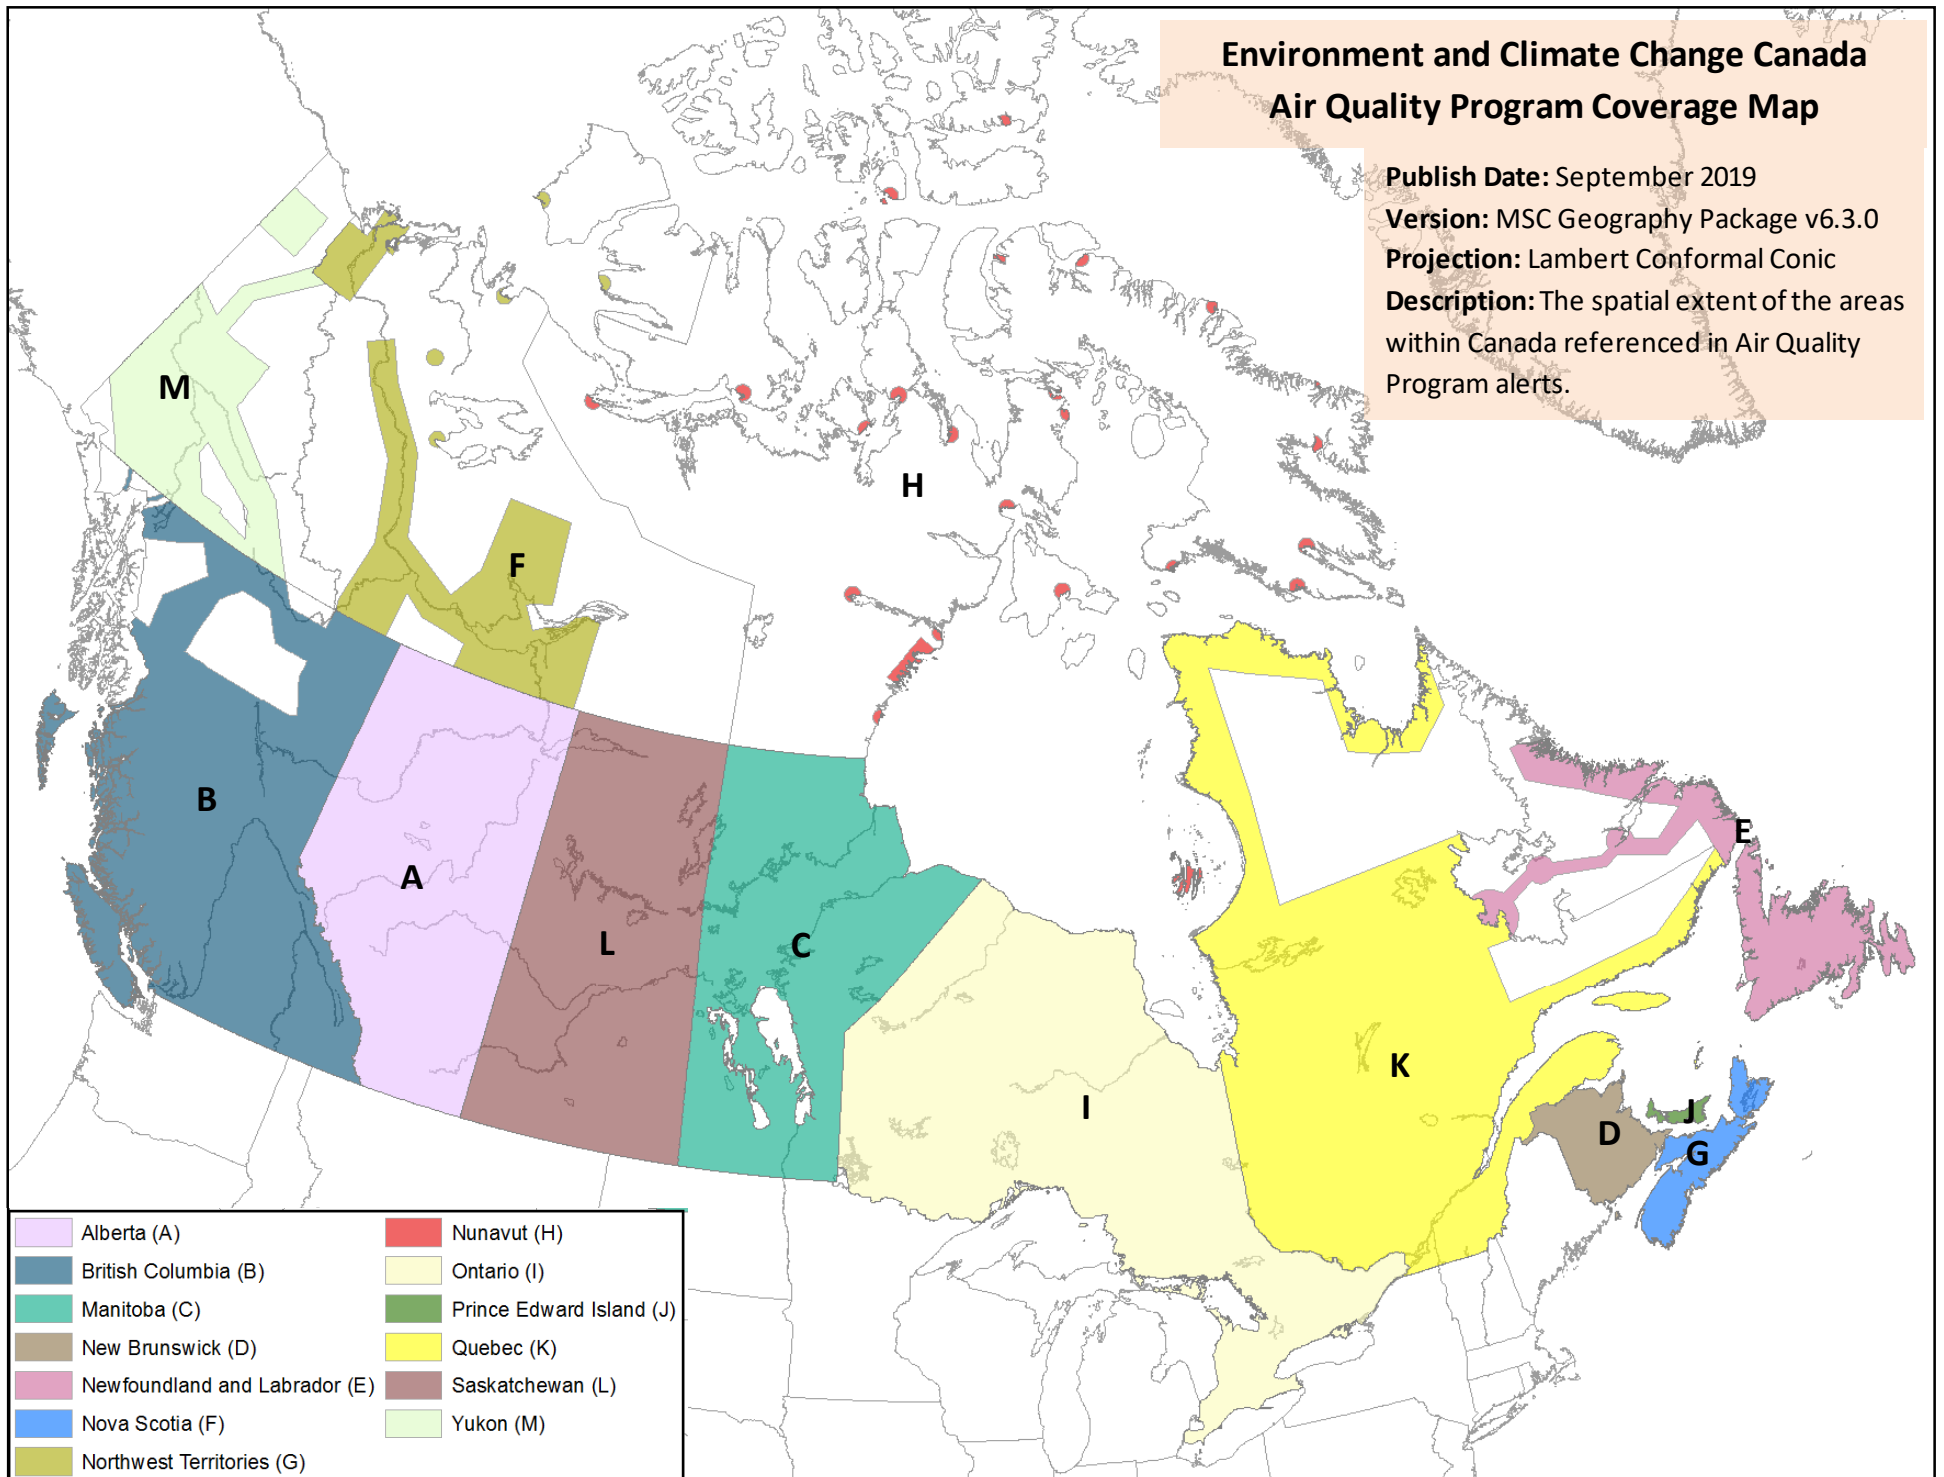 Environment and Climate Change Canada
Air Quality Program Coverage Map
Publish Date: September 2019
Version: MSC Geography Package v6.3.0
Projection: Lambert Conformal Conic
Description: The spatial extent of the areas
within Canada referenced in Air Quality
Program alerts.
M
H
F
B
E
A
L
C
K
I
J
D
G
Alberta (A)
British Columbia (B)
Manitoba (C)
New Brunswick (D)
Newfoundland and Labrador (E)
Nova Scotia (F)
Northwest Territories (G)
Nunavut (H)
Ontario (I)
Prince Edward Island (J)
Quebec (K)
Saskatchewan (L)
Yukon (M)